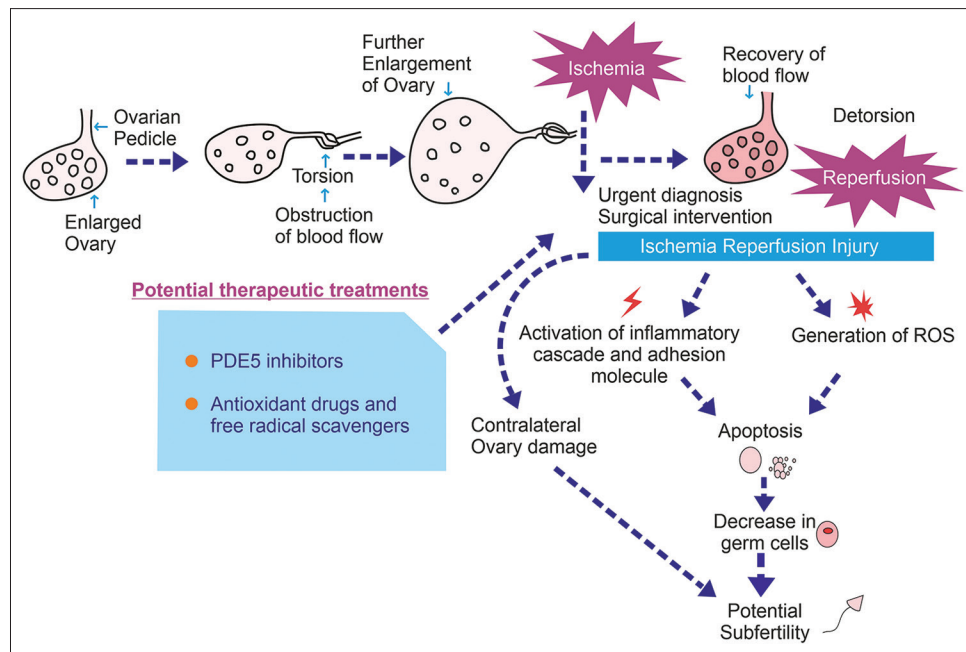 Ovarian
Pedicle
Enlarged
Ovary
Torsion
Obstruction
of blood flow
Further
Enlargement
of Ovary
Ischemia
Recovery of
blood flow
Detorsion
Reperfusion
Urgent diagnosis
Surgical intervention
Ischemia Reperfusion Injury
Potential therapeutic treatments
PDE5 inhibitors
Antioxidant drugs and
free radical scavengers
Activation of inflammatory
cascade and adhesion
molecule
Generation of ROS
Contralateral
Ovary damage
Apoptosis
Decrease in
germ cells
Potential
Subfertility